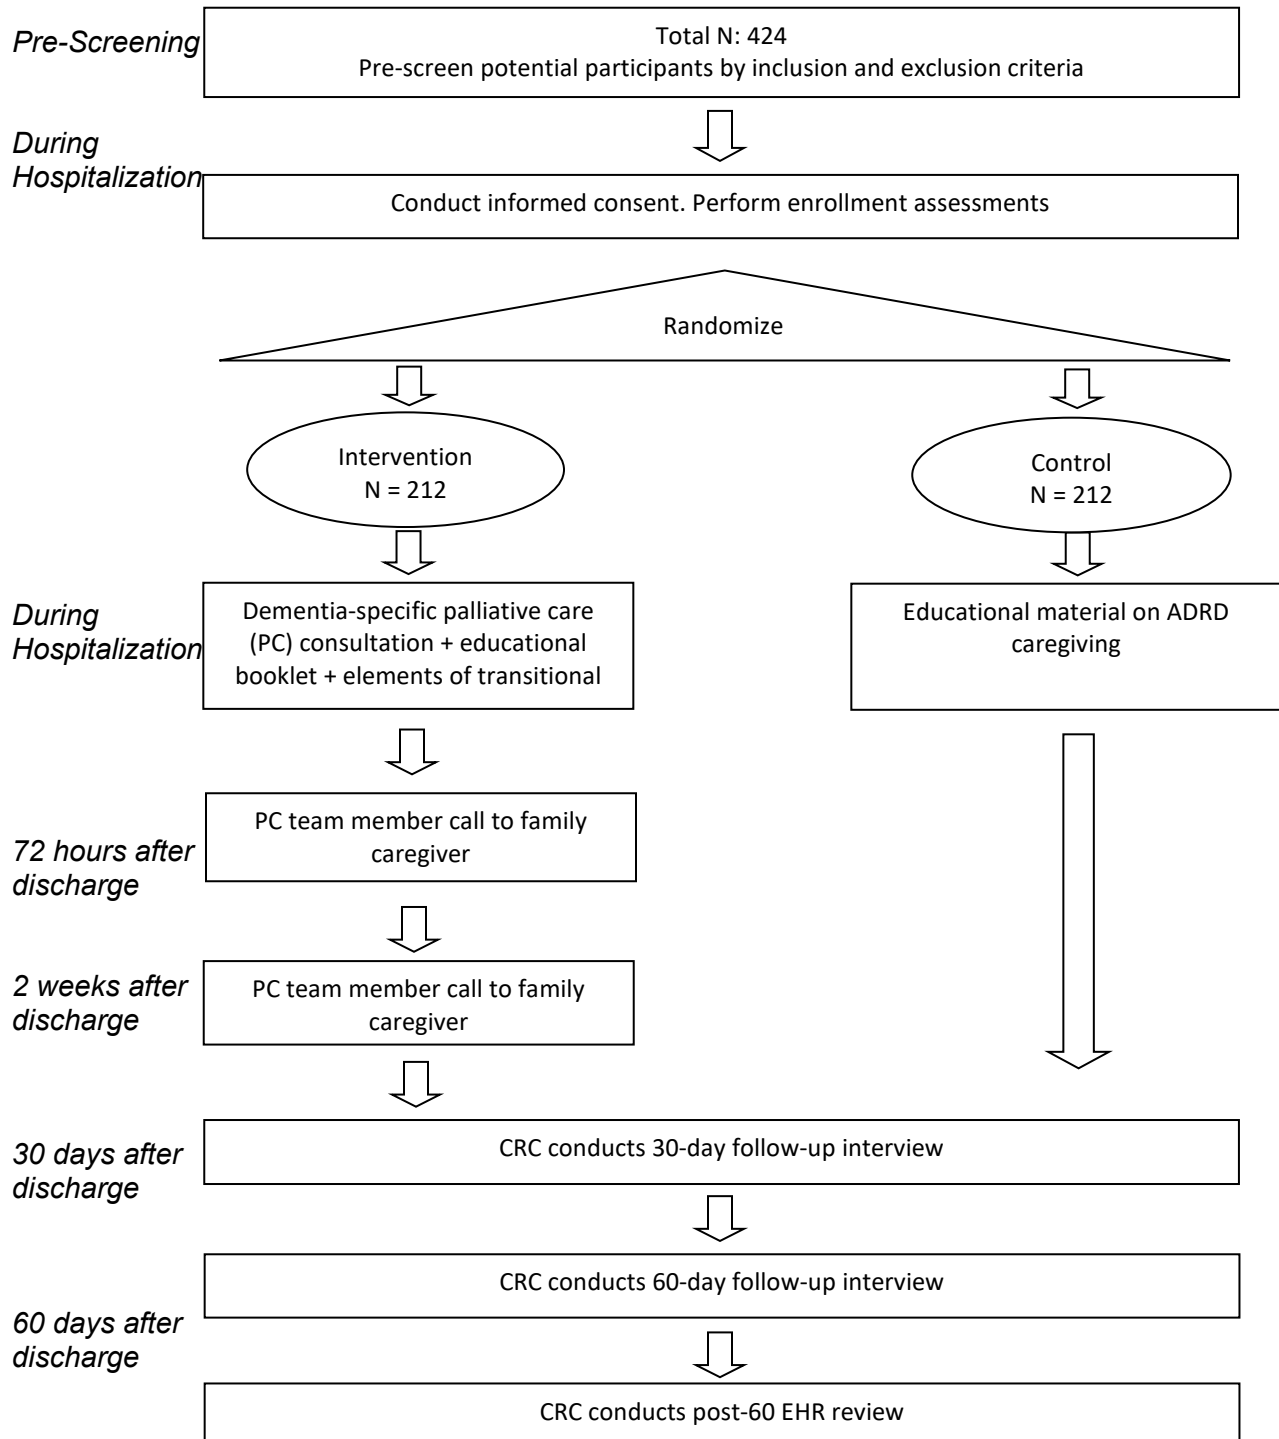 Pre-Screening
Total N: 424
Pre-screen potential participants by inclusion and exclusion criteria
During
Hospitalization
Conduct informed consent. Perform enrollment assessments
Randomize
Intervention
N = 212
Control
N = 212
During
Hospitalization
Dementia-specific palliative care
(PC) consultation + educational
booklet + elements of transitional
Educational material on ADRD
caregiving
72 hours after
discharge
PC team member call to family
caregiver
2 weeks after
discharge
PC team member call to family
caregiver
30 days after
discharge
CRC conducts 30-day follow-up interview
CRC conducts 60-day follow-up interview
60 days after
discharge
CRC conducts post-60 EHR review